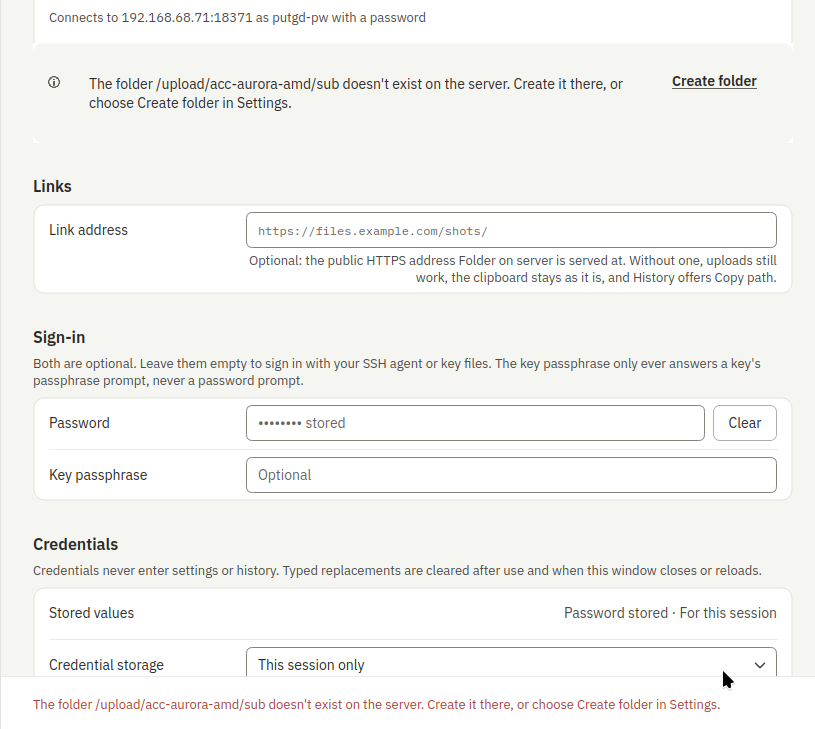 Connects to 192.168.68.71:18371 as putgd-pw with a password
The folder /upload/acc-aurora-amd/sub doesn't exist on the server. Create it there, or
choose Create folder in Settings.
Create folder
Links
Link address
https://files.example.com/shots/
Optional: the public HTTPS address Folder on server is served at. Without one, uploads still
work, the clipboard stays as it is, and History offers Copy path.
Sign-in
Both are optional. Leave them empty to sign in with your SSH agent or key files. The key passphrase only ever answers a key's
passphrase prompt, never a password prompt.
Password
•••••••• stored
Clear
Key passphrase
Optional
Credentials
Credentials never enter settings or history. Typed replacements are cleared after use and when this window closes or reloads.
Stored values
Password stored · For this session
Credential storage
This session only
The folder /upload/acc-aurora-amd/sub doesn't exist on the server. Create it there, or choose Create folder in Settings.